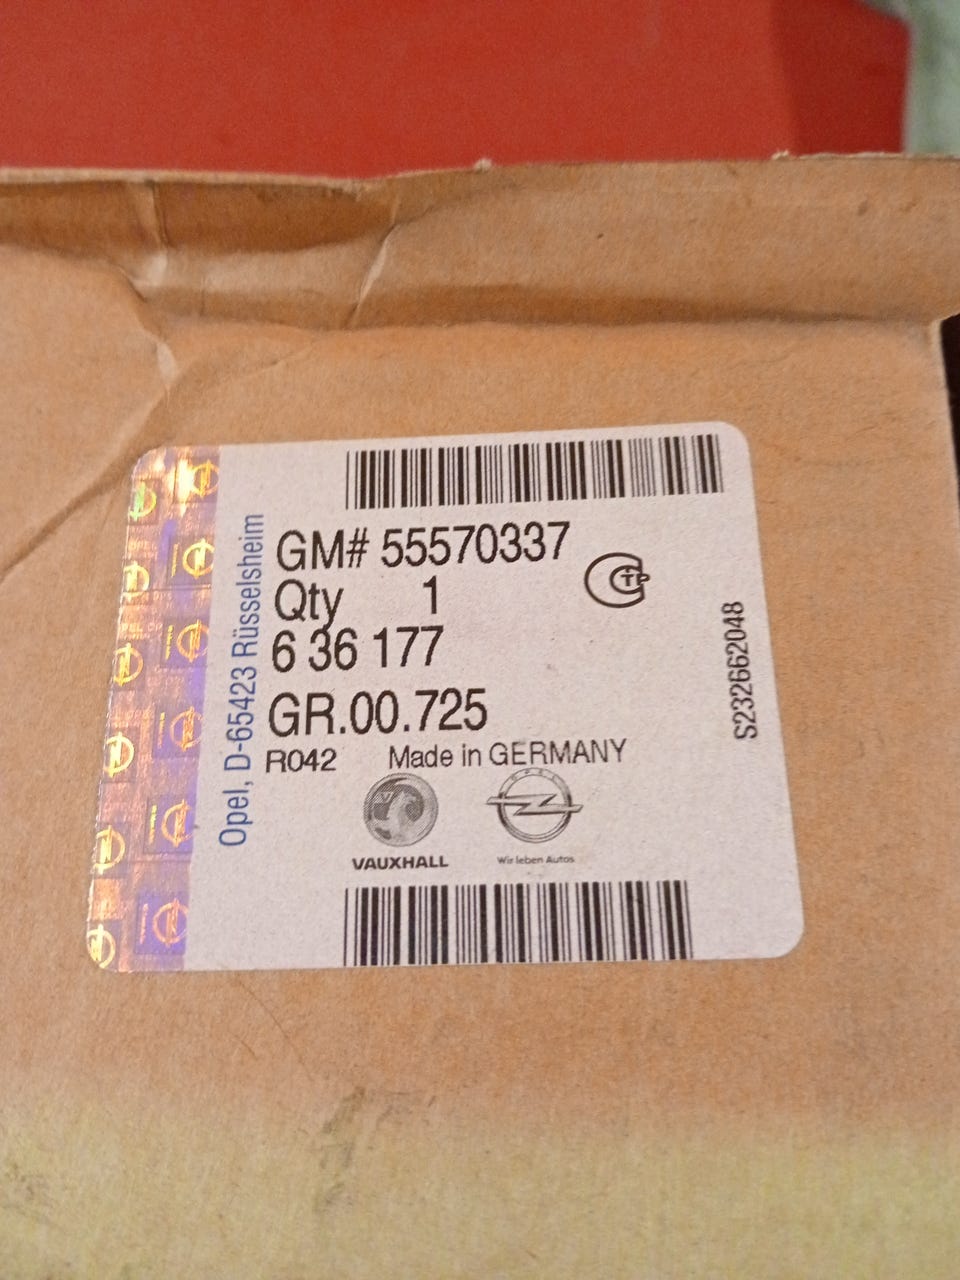 GM# 55570337
Qty 1
6 36 177
GR.00.725
R042 Made in GERMANY
VAUXHALL
OPEL
Wir leben Autos
Opel, D-65423 Rüsselsheim
S232662048